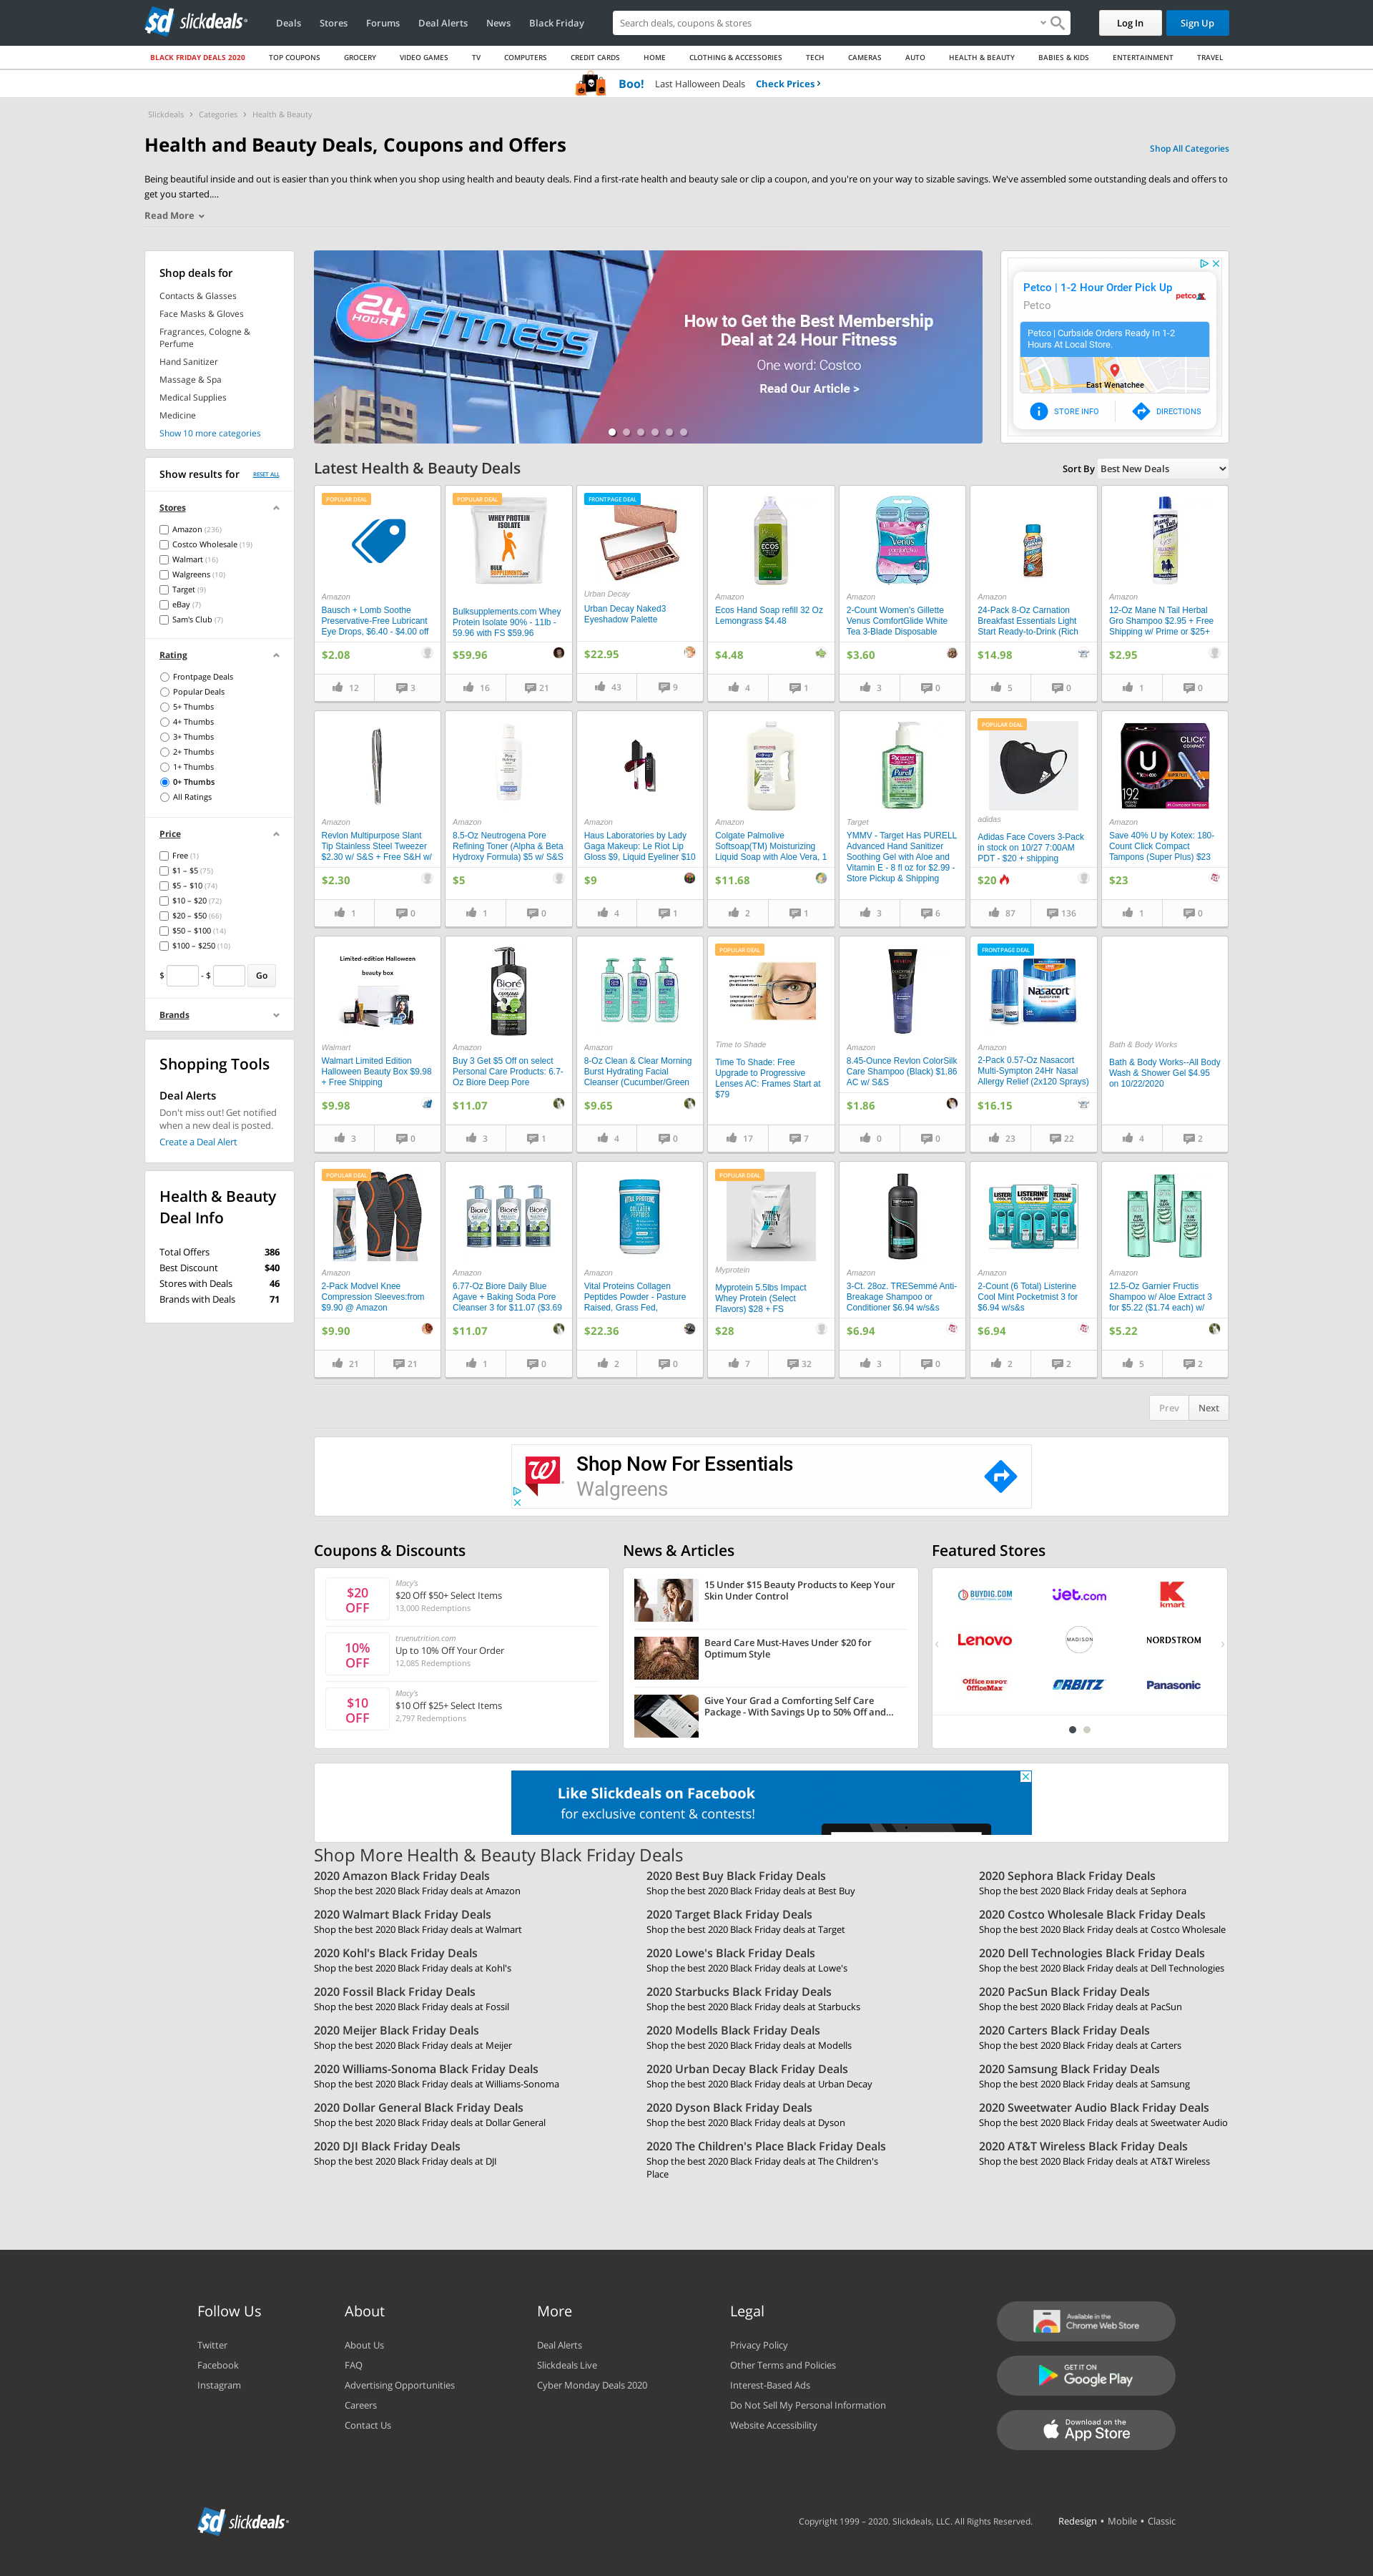 slickdeals
Deals
Stores
Forums
Deal Alerts
News
Black Friday
Search deals, coupons & stores
Log In
Sign Up
BLACK FRIDAY DEALS 2020
TOP COUPONS
GROCERY
VIDEO GAMES
TV
COMPUTERS
CREDIT CARDS
HOME
CLOTHING & ACCESSORIES
TECH
CAMERAS
AUTO
HEALTH & BEAUTY
BABIES & KIDS
ENTERTAINMENT
TRAVEL
Boo! Last Halloween Deals Check Prices
Slickdeals › Categories › Health & Beauty
Health and Beauty Deals, Coupons and Offers
Shop All Categories
Being beautiful inside and out is easier than you think when you shop using health and beauty deals. Find a first-rate health and beauty sale or clip a coupon, and you're on your way to sizable savings. We've assembled some outstanding deals and offers to
get you started....
Read More
Shop deals for
Contacts & Glasses
Face Masks & Gloves
Fragrances, Cologne &
Perfume
Hand Sanitizer
Massage & Spa
Medical Supplies
Medicine
Show 10 more categories
24 HOUR FITNESS
How to Get the Best Membership
Deal at 24 Hour Fitness
One word: Costco
Read Our Article >
Petco | 1-2 Hour Order Pick Up
Petco
petco
Petco | Curbside Orders Ready In 1-2
Hours At Local Store.
East Wenatchee
STORE INFO
DIRECTIONS
Show results for
RESET ALL
Stores
Amazon (236)
Costco Wholesale (19)
Walmart (16)
Walgreens (10)
Target (9)
eBay (7)
Sam's Club (7)
Rating
Frontpage Deals
Popular Deals
5+ Thumbs
4+ Thumbs
3+ Thumbs
2+ Thumbs
1+ Thumbs
0+ Thumbs
All Ratings
Price
Free (1)
$1 – $5 (75)
$5 – $10 (74)
$10 – $20 (72)
$20 – $50 (66)
$50 – $100 (14)
$100 – $250 (10)
$ - $ Go
Brands
Shopping Tools
Deal Alerts
Don't miss out! Get notified
when a new deal is posted.
Create a Deal Alert
Health & Beauty
Deal Info
Total Offers 386
Best Discount $40
Stores with Deals 46
Brands with Deals 71
Latest Health & Beauty Deals
Sort By Best New Deals
POPULAR DEAL
Amazon
Bausch + Lomb Soothe
Preservative-Free Lubricant
Eye Drops, $6.40 - $4.00 off
$2.08
12 3
POPULAR DEAL
WHEY PROTEIN
ISOLATE
BULK
SUPPLEMENTS.com
Bulksupplements.com Whey
Protein Isolate 90% - 11lb -
59.96 with FS $59.96
$59.96
16 21
FRONTPAGE DEAL
Urban Decay
Urban Decay Naked3
Eyeshadow Palette
$22.95
43 9
ECOS
Amazon
Ecos Hand Soap refill 32 Oz
Lemongrass $4.48
$4.48
4 1
Venus
Amazon
2-Count Women's Gillette
Venus ComfortGlide White
Tea 3-Blade Disposable
$3.60
3 0
Amazon
24-Pack 8-Oz Carnation
Breakfast Essentials Light
Start Ready-to-Drink (Rich
$14.98
5 0
Mane 'n Tail
Amazon
12-Oz Mane N Tail Herbal
Gro Shampoo $2.95 + Free
Shipping w/ Prime or $25+
$2.95
1 0
Amazon
Revlon Multipurpose Slant
Tip Stainless Steel Tweezer
$2.30 w/ S&S + Free S&H w/
$2.30
1 0
Amazon
8.5-Oz Neutrogena Pore
Refining Toner (Alpha & Beta
Hydroxy Formula) $5 w/ S&S
$5
1 0
Amazon
Haus Laboratories by Lady
Gaga Makeup: Le Riot Lip
Gloss $9, Liquid Eyeliner $10
$9
4 1
Amazon
Colgate Palmolive
Softsoap(TM) Moisturizing
Liquid Soap with Aloe Vera, 1
$11.68
2 1
PURELL
Target
YMMV - Target Has PURELL
Advanced Hand Sanitizer
Soothing Gel with Aloe and
Vitamin E - 8 fl oz for $2.99 -
Store Pickup & Shipping
3 6
POPULAR DEAL
adidas
Adidas Face Covers 3-Pack
in stock on 10/27 7:00AM
PDT - $20 + shipping
$20
87 136
CLICK
COMPACT
U
192
Amazon
Save 40% U by Kotex: 180-
Count Click Compact
Tampons (Super Plus) $23
$23
1 0
Limited-edition Halloween
beauty box
Walmart
Walmart Limited Edition
Halloween Beauty Box $9.98
+ Free Shipping
$9.98
3 0
Bioré
Amazon
Buy 3 Get $5 Off on select
Personal Care Products: 6.7-
Oz Biore Deep Pore
$11.07
3 1
Amazon
8-Oz Clean & Clear Morning
Burst Hydrating Facial
Cleanser (Cucumber/Green
$9.65
4 0
POPULAR DEAL
Time to Shade
Time To Shade: Free
Upgrade to Progressive
Lenses AC: Frames Start at
$79
17 7
Amazon
8.45-Ounce Revlon ColorSilk
Care Shampoo (Black) $1.86
AC w/ S&S
$1.86
0 0
FRONTPAGE DEAL
Nasacort
Amazon
2-Pack 0.57-Oz Nasacort
Multi-Sympton 24Hr Nasal
Allergy Relief (2x120 Sprays)
$16.15
23 22
Bath & Body Works
Bath & Body Works--All Body
Wash & Shower Gel $4.95
on 10/22/2020
4 2
POPULAR DEAL
Amazon
2-Pack Modvel Knee
Compression Sleeves:from
$9.90 @ Amazon
$9.90
21 21
Bioré Bioré Bioré
Amazon
6.77-Oz Biore Daily Blue
Agave + Baking Soda Pore
Cleanser 3 for $11.07 ($3.69
$11.07
1 0
VITAL PROTEINS
COLLAGEN
PEPTIDES
Amazon
Vital Proteins Collagen
Peptides Powder - Pasture
Raised, Grass Fed,
$22.36
2 0
POPULAR DEAL
WHEY
PROTEIN
Myprotein
Myprotein 5.5lbs Impact
Whey Protein (Select
Flavors) $28 + FS
$28
7 32
TRESemmé
Amazon
3-Ct. 28oz. TRESemmé Anti-
Breakage Shampoo or
Conditioner $6.94 w/s&s
$6.94
3 0
LISTERINE
COOL MINT
Amazon
2-Count (6 Total) Listerine
Cool Mint Pocketmist 3 for
$6.94 w/s&s
$6.94
2 2
Amazon
12.5-Oz Garnier Fructis
Shampoo w/ Aloe Extract 3
for $5.22 ($1.74 each) w/
$5.22
5 2
Prev Next
Shop Now For Essentials
Walgreens
Coupons & Discounts
$20
OFF
Macy's
$20 Off $50+ Select Items
13,000 Redemptions
10%
OFF
truenutrition.com
Up to 10% Off Your Order
12,085 Redemptions
$10
OFF
Macy's
$10 Off $25+ Select Items
2,797 Redemptions
News & Articles
15 Under $15 Beauty Products to Keep Your
Skin Under Control
Beard Care Must-Haves Under $20 for
Optimum Style
Give Your Grad a Comforting Self Care
Package - With Savings Up to 50% Off and...
Featured Stores
BUYDIG.COM
Jet.com
kmart
Lenovo
MADISON
NORDSTROM
Office DEPOT
OfficeMax
ORBITZ
Panasonic
Like Slickdeals on Facebook
for exclusive content & contests!
Shop More Health & Beauty Black Friday Deals
2020 Amazon Black Friday Deals
Shop the best 2020 Black Friday deals at Amazon
2020 Best Buy Black Friday Deals
Shop the best 2020 Black Friday deals at Best Buy
2020 Sephora Black Friday Deals
Shop the best 2020 Black Friday deals at Sephora
2020 Walmart Black Friday Deals
Shop the best 2020 Black Friday deals at Walmart
2020 Target Black Friday Deals
Shop the best 2020 Black Friday deals at Target
2020 Costco Wholesale Black Friday Deals
Shop the best 2020 Black Friday deals at Costco Wholesale
2020 Kohl's Black Friday Deals
Shop the best 2020 Black Friday deals at Kohl's
2020 Lowe's Black Friday Deals
Shop the best 2020 Black Friday deals at Lowe's
2020 Dell Technologies Black Friday Deals
Shop the best 2020 Black Friday deals at Dell Technologies
2020 Fossil Black Friday Deals
Shop the best 2020 Black Friday deals at Fossil
2020 Starbucks Black Friday Deals
Shop the best 2020 Black Friday deals at Starbucks
2020 PacSun Black Friday Deals
Shop the best 2020 Black Friday deals at PacSun
2020 Meijer Black Friday Deals
Shop the best 2020 Black Friday deals at Meijer
2020 Modells Black Friday Deals
Shop the best 2020 Black Friday deals at Modells
2020 Carters Black Friday Deals
Shop the best 2020 Black Friday deals at Carters
2020 Williams-Sonoma Black Friday Deals
Shop the best 2020 Black Friday deals at Williams-Sonoma
2020 Urban Decay Black Friday Deals
Shop the best 2020 Black Friday deals at Urban Decay
2020 Samsung Black Friday Deals
Shop the best 2020 Black Friday deals at Samsung
2020 Dollar General Black Friday Deals
Shop the best 2020 Black Friday deals at Dollar General
2020 Dyson Black Friday Deals
Shop the best 2020 Black Friday deals at Dyson
2020 Sweetwater Audio Black Friday Deals
Shop the best 2020 Black Friday deals at Sweetwater Audio
2020 DJI Black Friday Deals
Shop the best 2020 Black Friday deals at DJI
2020 The Children's Place Black Friday Deals
Shop the best 2020 Black Friday deals at The Children's
Place
2020 AT&T Wireless Black Friday Deals
Shop the best 2020 Black Friday deals at AT&T Wireless
Follow Us
Twitter
Facebook
Instagram
About
About Us
FAQ
Advertising Opportunities
Careers
Contact Us
More
Deal Alerts
Slickdeals Live
Cyber Monday Deals 2020
Legal
Privacy Policy
Other Terms and Policies
Interest-Based Ads
Do Not Sell My Personal Information
Website Accessibility
Available in the
Chrome Web Store
GET IT ON
Google Play
Download on the
App Store
slickdeals
Copyright 1999 – 2020. Slickdeals, LLC. All Rights Reserved.
Redesign • Mobile • Classic